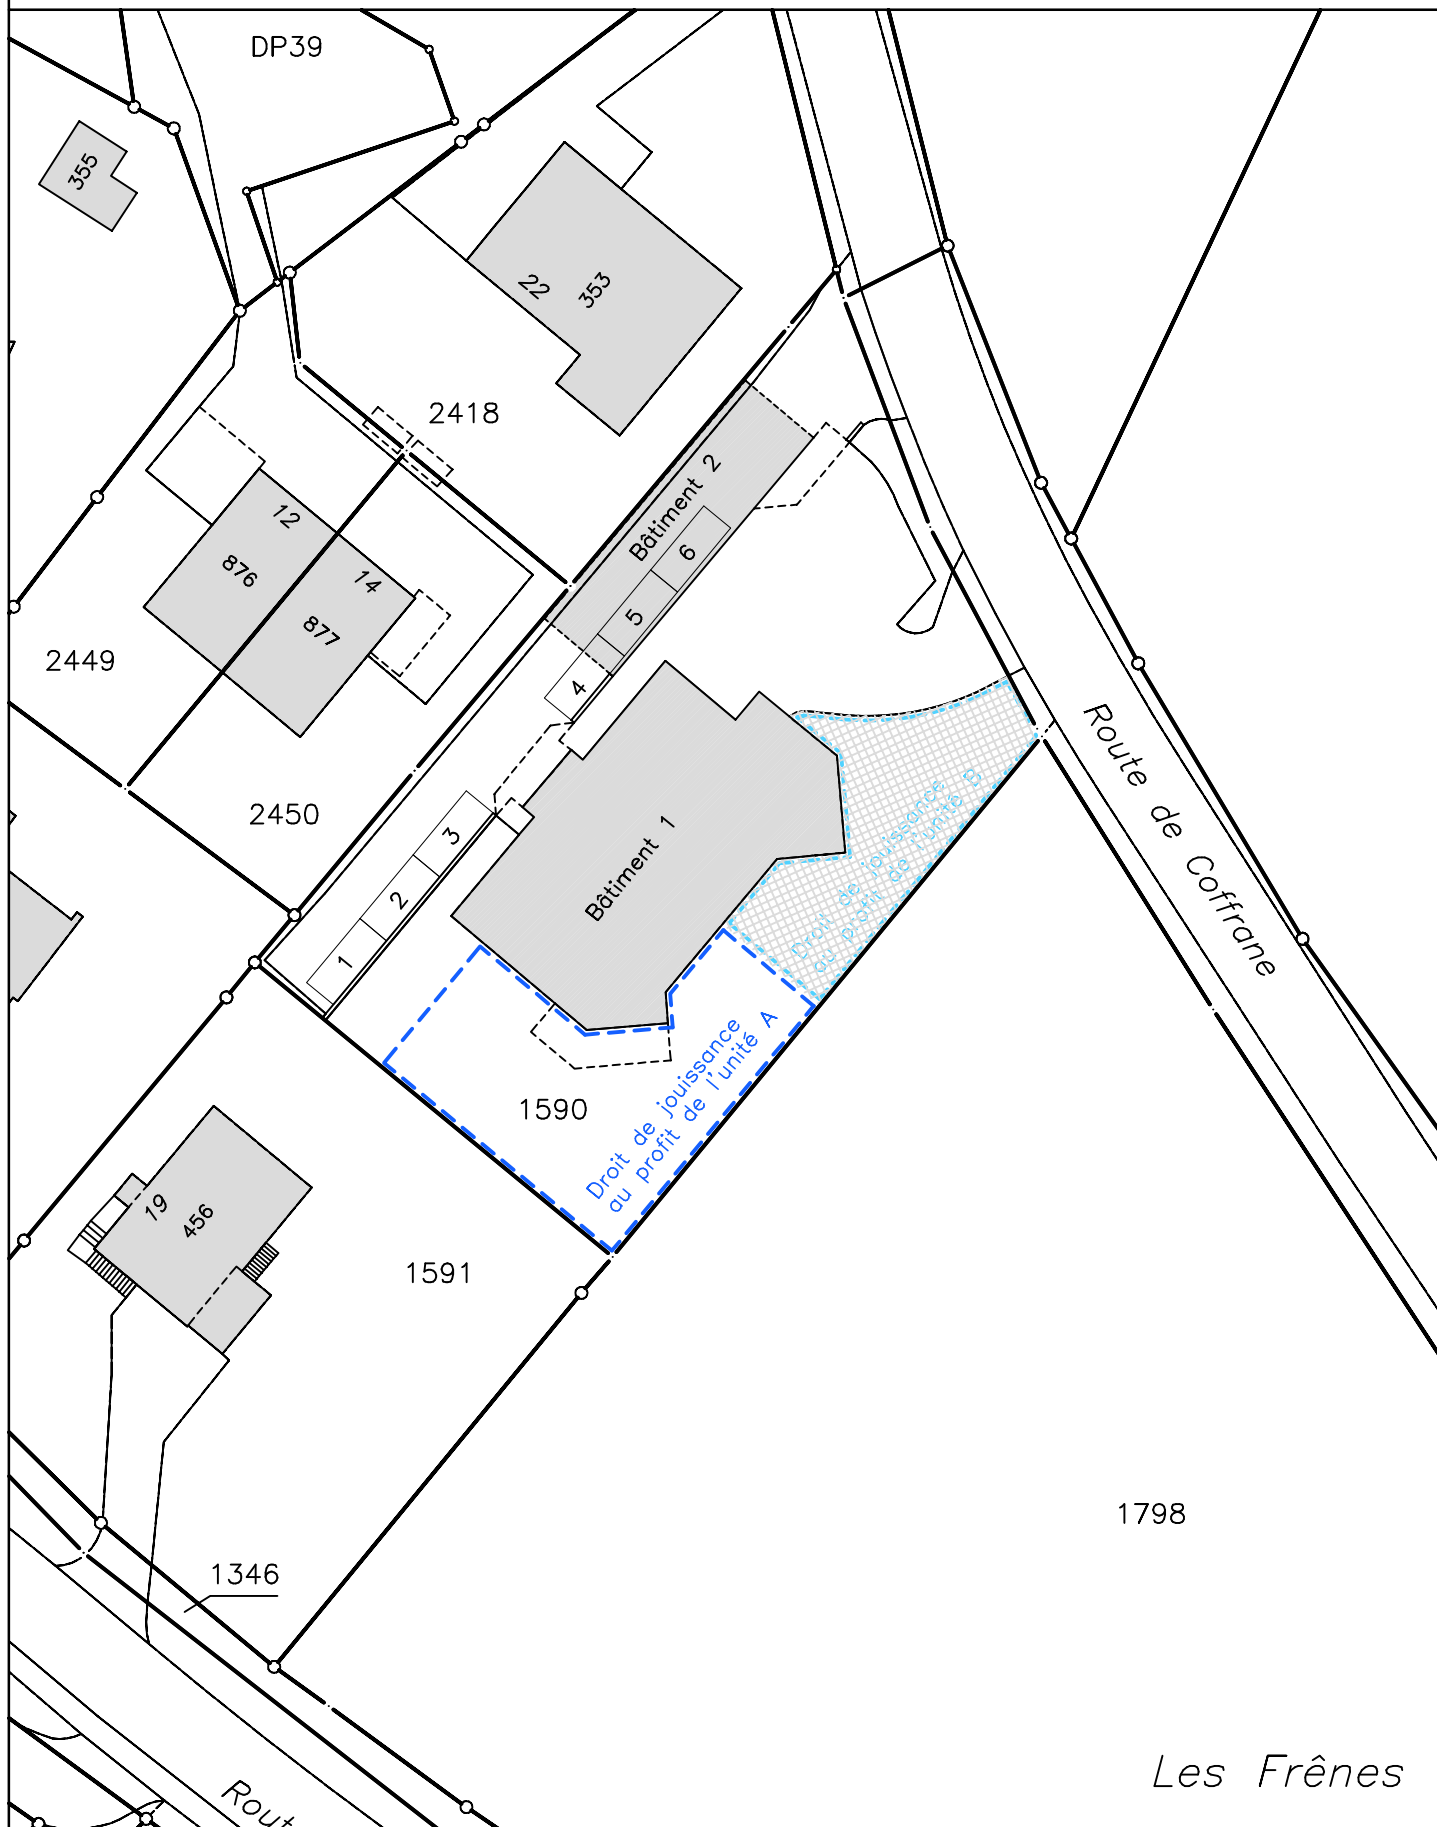 DP39
355
22
353
2418
12
876
14
877
2449
2450
Bâtiment 2
6
5
4
3
2
1
Bâtiment 1
Droit de jouissance
au profit de l'unité B
Route de Coffrane
Droit de jouissance
au profit de l'unité A
1590
19
456
1591
1798
1346
Les Frênes
Rout